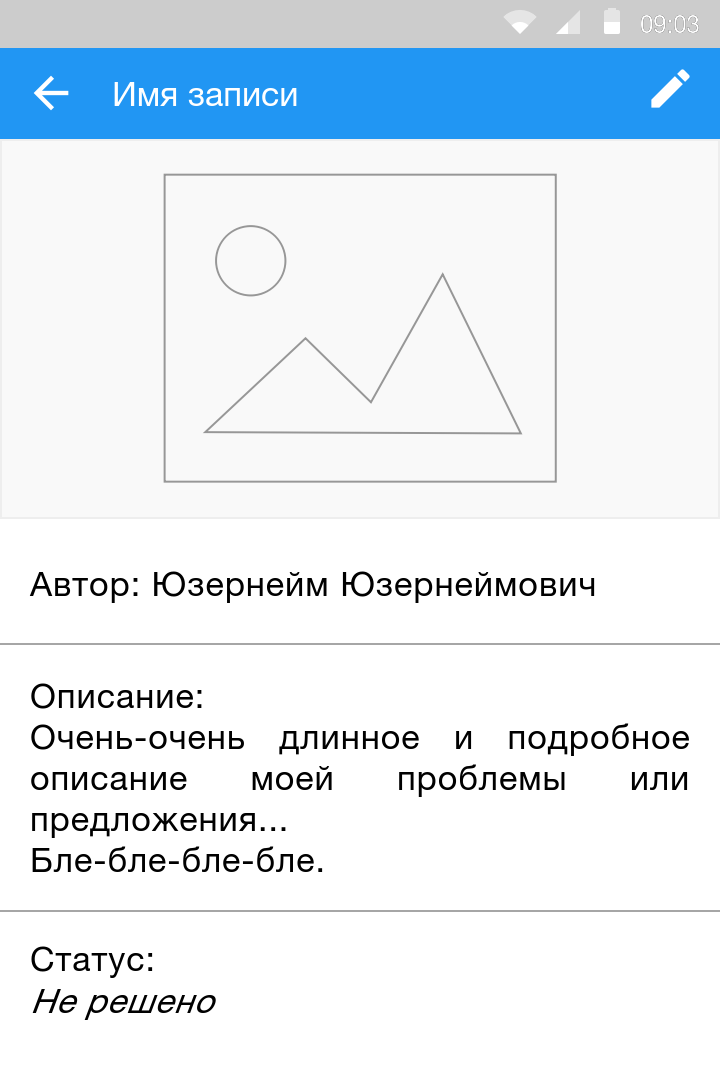 09:03
Имя записи
Автор: Юзернейм Юзернеймович
Описание:
Очень-очень длинное и подробное
описание моей проблемы или
предложения...
Бле-бле-бле-бле.
Статус:
Не решено